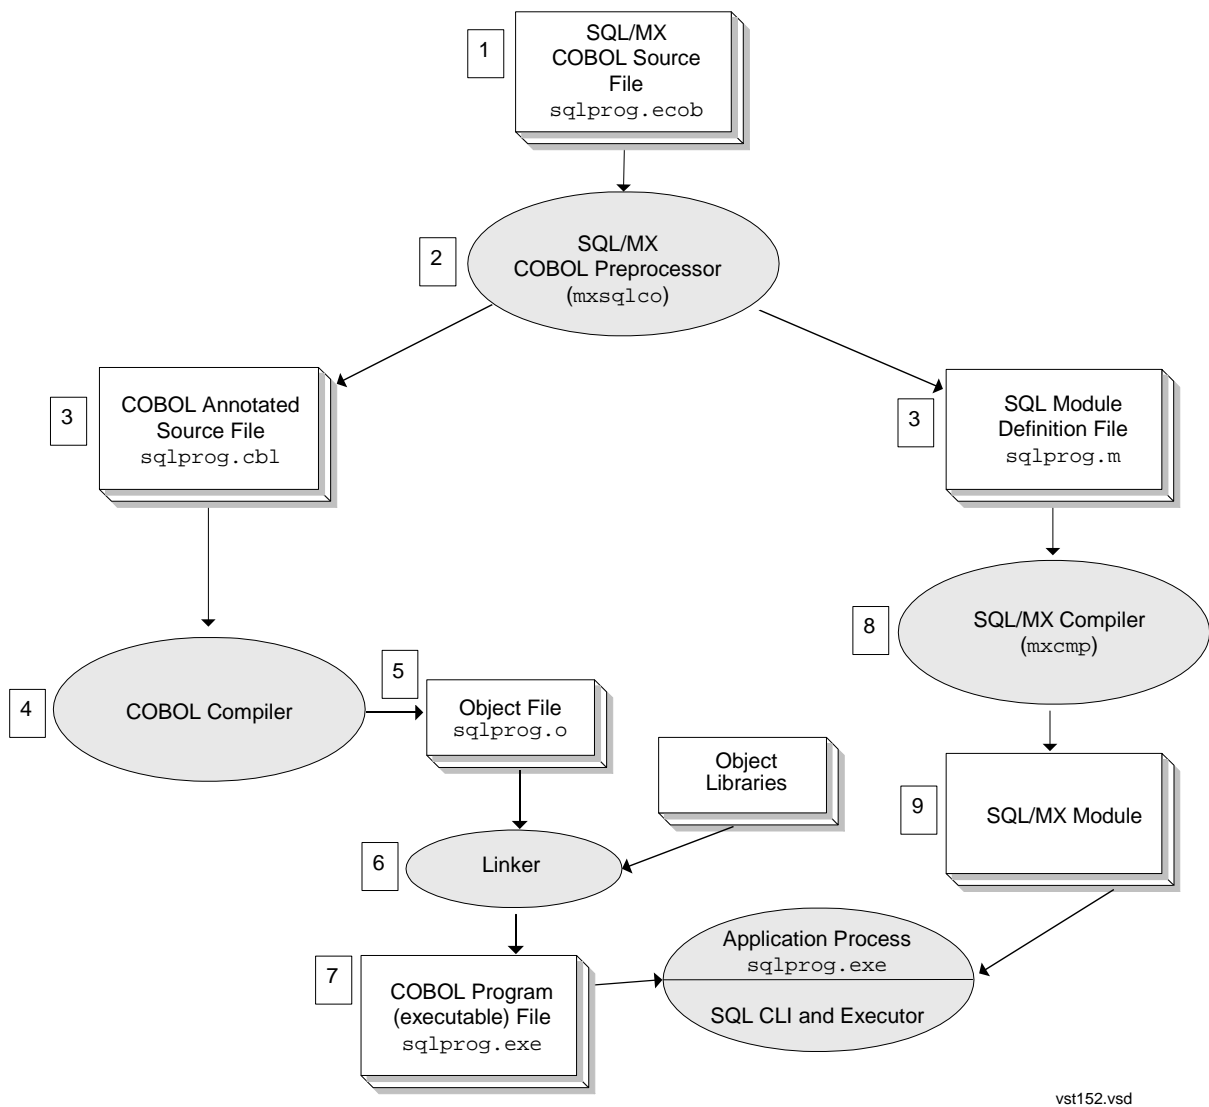 1
SQL/MX
COBOL Source
File
sqlprog.ecob
2
SQL/MX
COBOL Preprocessor
(mxsqlco)
3
COBOL Annotated
Source File
sqlprog.cbl
3
SQL Module
Definition File
sqlprog.m
8
SQL/MX Compiler
(mxcmp)
4
COBOL Compiler
5
Object File
sqlprog.o
Object
Libraries
9
SQL/MX Module
6
Linker
7
COBOL Program
(executable) File
sqlprog.exe
Application Process
sqlprog.exe
SQL CLI and Executor
vst152.vsd